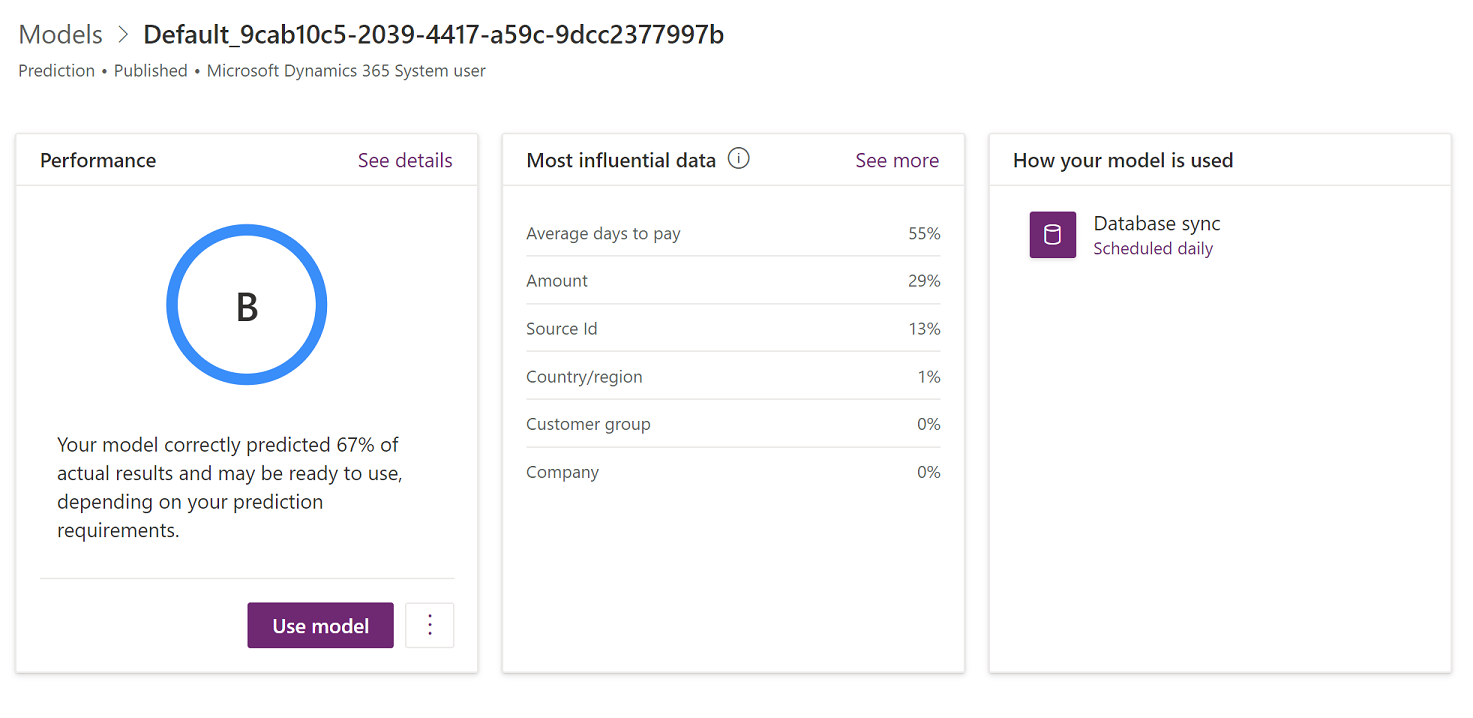 Models > Default_9cab10c5-2039-4417-a59c-9dcc2377997b
Prediction • Published • Microsoft Dynamics 365 System user
Performance
See details
B
Your model correctly predicted 67% of
actual results and may be ready to use,
depending on your prediction
requirements.
Use model
Most influential data
See more
Average days to pay 55%
Amount 29%
Source Id 13%
Country/region 1%
Customer group 0%
Company 0%
How your model is used
Database sync
Scheduled daily